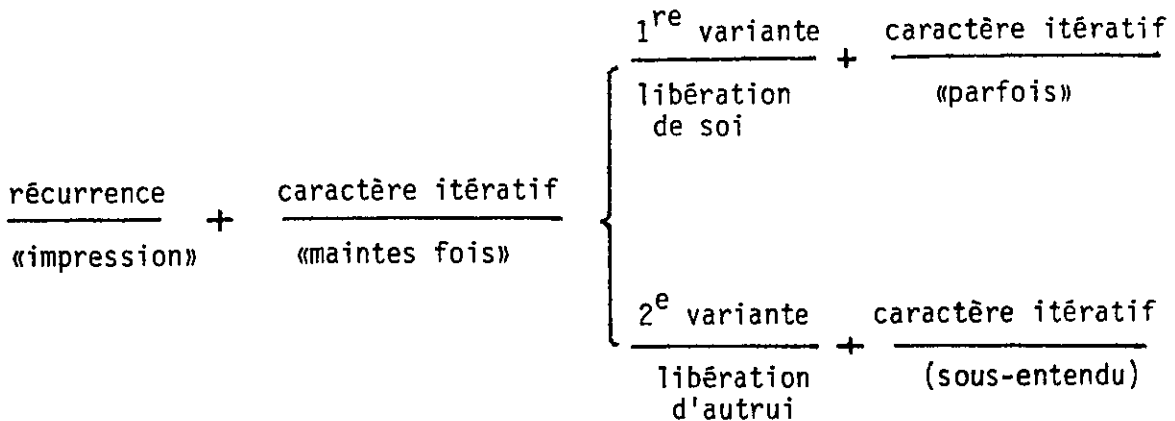 1re variante + caractère itératif
libération de soi «parfois»
récurrence + caractère itératif
«impression» «maintes fois»
2e variante + caractère itératif
libération d'autrui (sous-entendu)